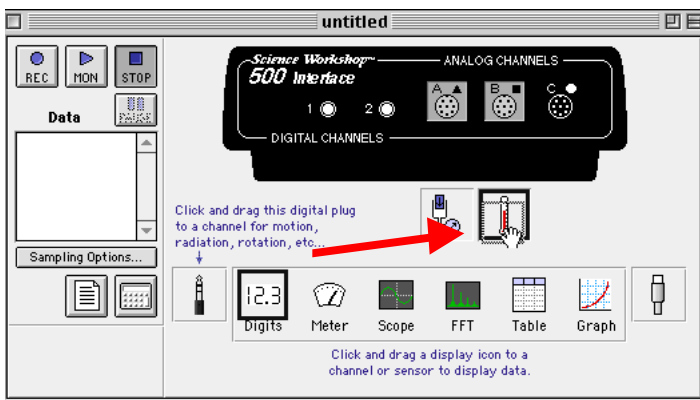 untitled
REC MON STOP
PAUSE
Data
Sampling Options...
Science Workshop™
500 Interface
ANALOG CHANNELS
A B C
1 2
DIGITAL CHANNELS
Click and drag this digital plug
to a channel for motion,
radiation, rotation, etc...
12.3
Digits Meter Scope FFT Table Graph
Click and drag a display icon to a
channel or sensor to display data.